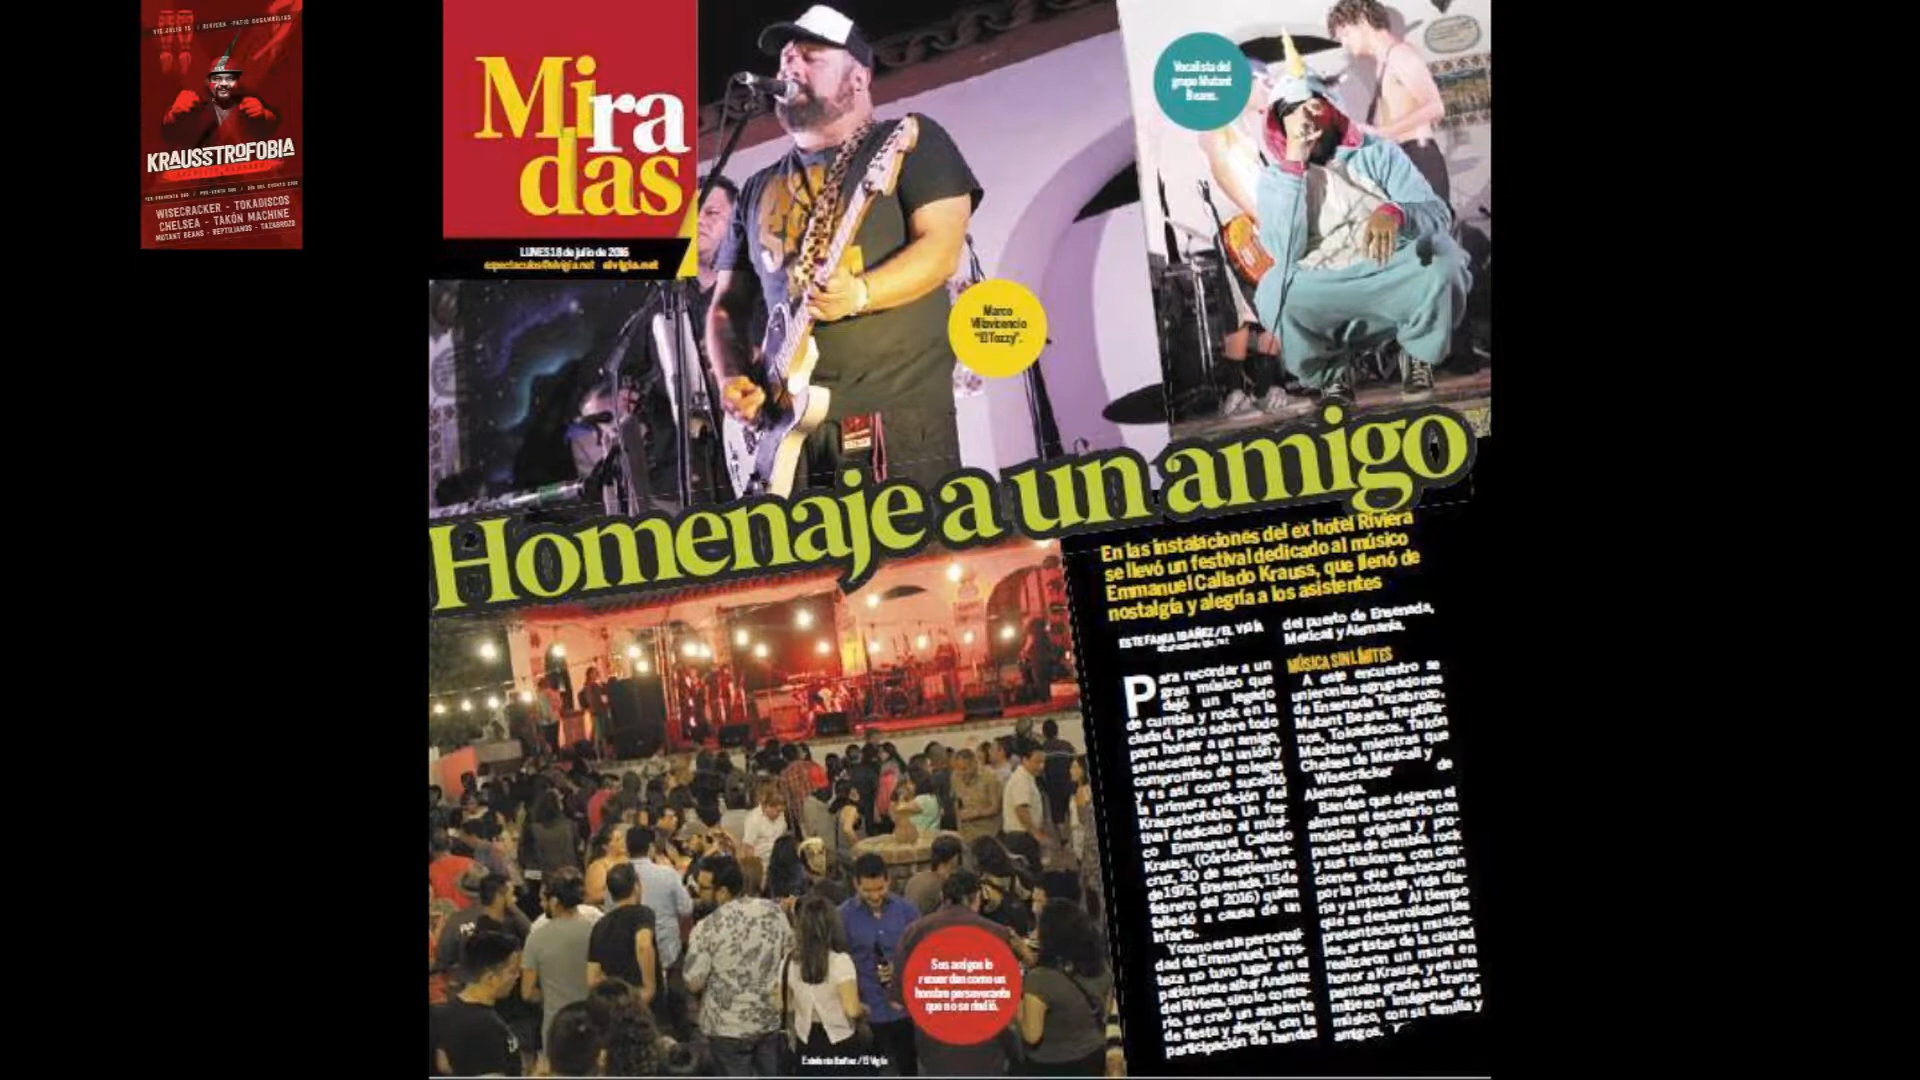 VIE.JULIO 15 / RIVIERA - PATIO BUGAMBILIAS
KRAUSSTROFOBIA
WISECRACKER - TOKADISCOS
CHELSEA - TAKÓN MACHINE
MUTANT BEANS - REPTILIANOS - TAZABROZO
Miradas
LUNES 18 de julio de 2016
espectaculos@elvigia.net elvigia.net
Vocalista del
grupo Mutant
Beans.
Marco
Villavicencio
"El Tozzy".
Homenaje a un amigo
En las instalaciones del ex hotel Riviera
se llevó un festival dedicado al músico
Emmanuel Callado Krauss, que llenó de
nostalgia y alegría a los asistentes
ESTEFANIA IBAÑEZ/EL VIGÍA
Para recordar a un
gran músico que
dejó un legado
de cumbia y rock en la
ciudad, pero sobre todo
para honrar a un amigo,
se necesita de la unión y
compromiso de colegas
y es así como sucedió
la primera edición del
Krausstrofobia. Un fes-
tival dedicado al músi-
co Emmanuel Callado
Krauss, (Córdoba, Vera-
cruz, 30 de septiembre
de 1975. Ensenada, 15 de
febrero del 2016) quien
falleció a causa de un
infarto.
Y como era la personali-
dad de Emmanuel, la tris-
teza no tuvo lugar en el
patio frente al bar Andaluz
del Riviera, sino lo contra-
rio, se creó un ambiente
de fiesta y alegría, con la
participación de bandas
del puerto de Ensenada,
Mexicali y Alemania.
MÚSICA SIN LÍMITES
A este encuentro se
unieron las agrupaciones
de Ensenada Tazabrozo,
Mutant Beans, Reptilia-
nos, Tokadiscos, Takón
Machine, mientras que
Chelsea de Mexicali y
Wisecräcker de
Alemania.
Bandas que dejaron el
alma en el escenario con
música original y pro-
puestas de cumbia, rock
y sus fusiones, con can-
ciones que destacaron
por la protesta, vida dia-
ria y amistad. Al tiempo
que se desarrollaban las
presentaciones musica-
les, artistas de la ciudad
realizaron un mural en
honor a Krauss, y en una
pantalla grade se trans-
mitieron imágenes del
músico, con su familia y
amigos.
Sus amigos lo
recuerdan como un
hombre perseverante
que no se rindió.
Estefanía Ibañez / El Vigía